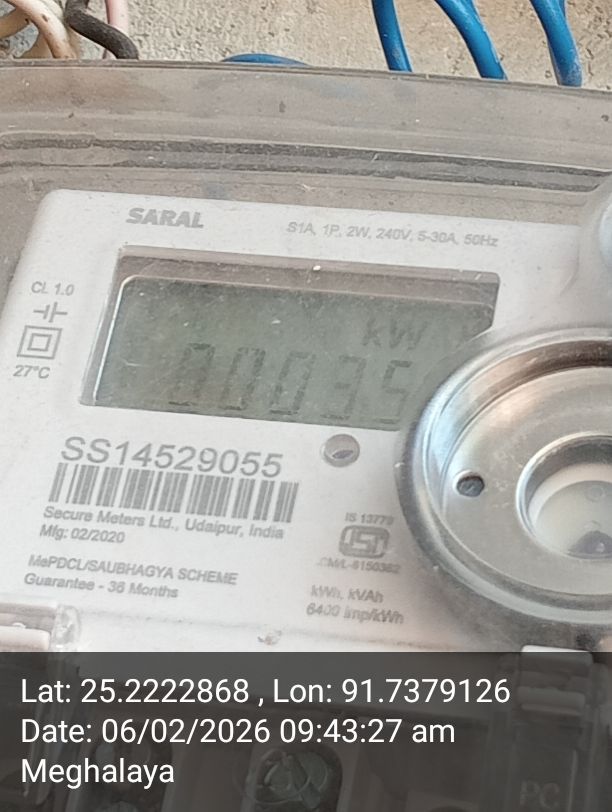 SARAL
S1A, 1P, 2W, 240V, 5-30A, 50Hz
CL 1.0
27°C
kW
SS14529055
Secure Meters Ltd., Udaipur, India
Mfg: 02/2020
MePDCL/SAUBHAGYA SCHEME
Guarantee - 36 Months
IS 13779
CM/L-6150362
kWh, kVAh
6400 imp/kWh
Lat: 25.2222868 , Lon: 91.7379126
Date: 06/02/2026 09:43:27 am
Meghalaya